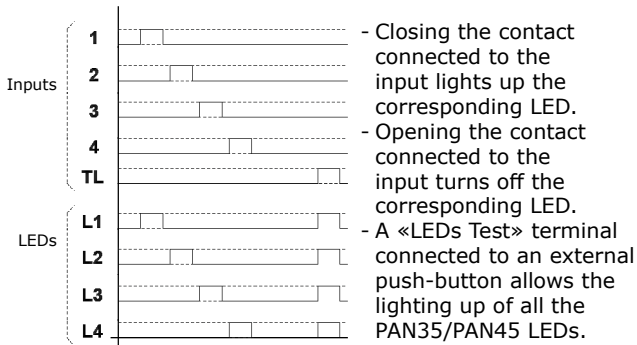 Inputs
1
2
3
4
TL
LEDs
L1
L2
L3
L4
- Closing the contact
connected to the
input lights up the
corresponding LED.
- Opening the contact
connected to the
input turns off the
corresponding LED.
- A «LEDs Test» terminal
connected to an external
push-button allows the
lighting up of all the
PAN35/PAN45 LEDs.